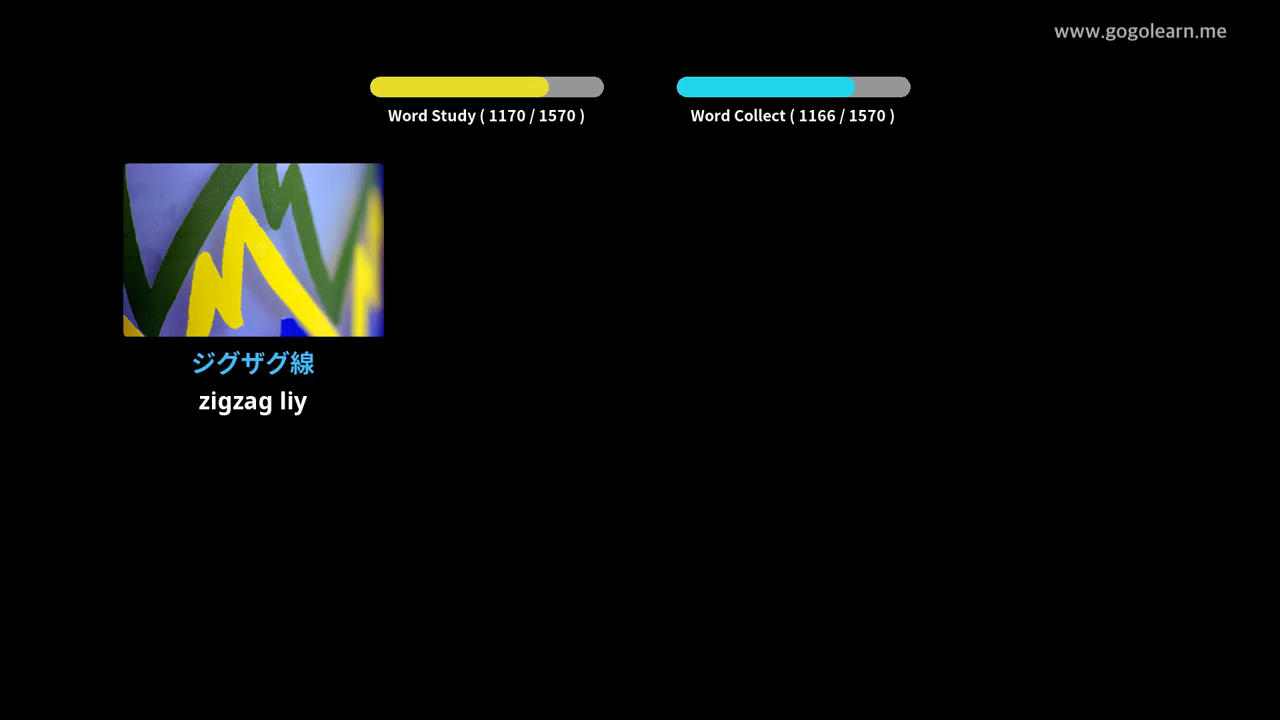 www.gogolearn.me
Word Study ( 1170 / 1570 )
Word Collect ( 1166 / 1570 )
ジグザグ線
zigzag liy